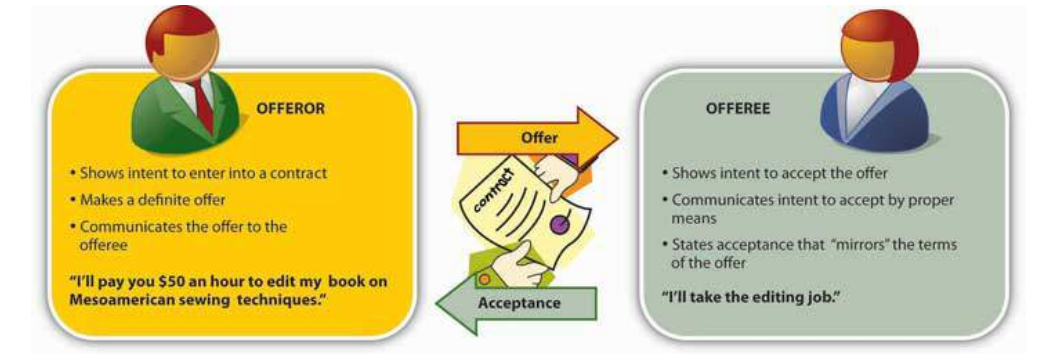 OFFEROR
• Shows intent to enter into a contract
• Makes a definite offer
• Communicates the offer to the
offeree
“I’ll pay you $50 an hour to edit my book on
Mesoamerican sewing techniques.”
Offer
contract
Acceptance
OFFEREE
• Shows intent to accept the offer
• Communicates intent to accept by proper
means
• States acceptance that “mirrors” the terms
of the offer
“I’ll take the editing job.”